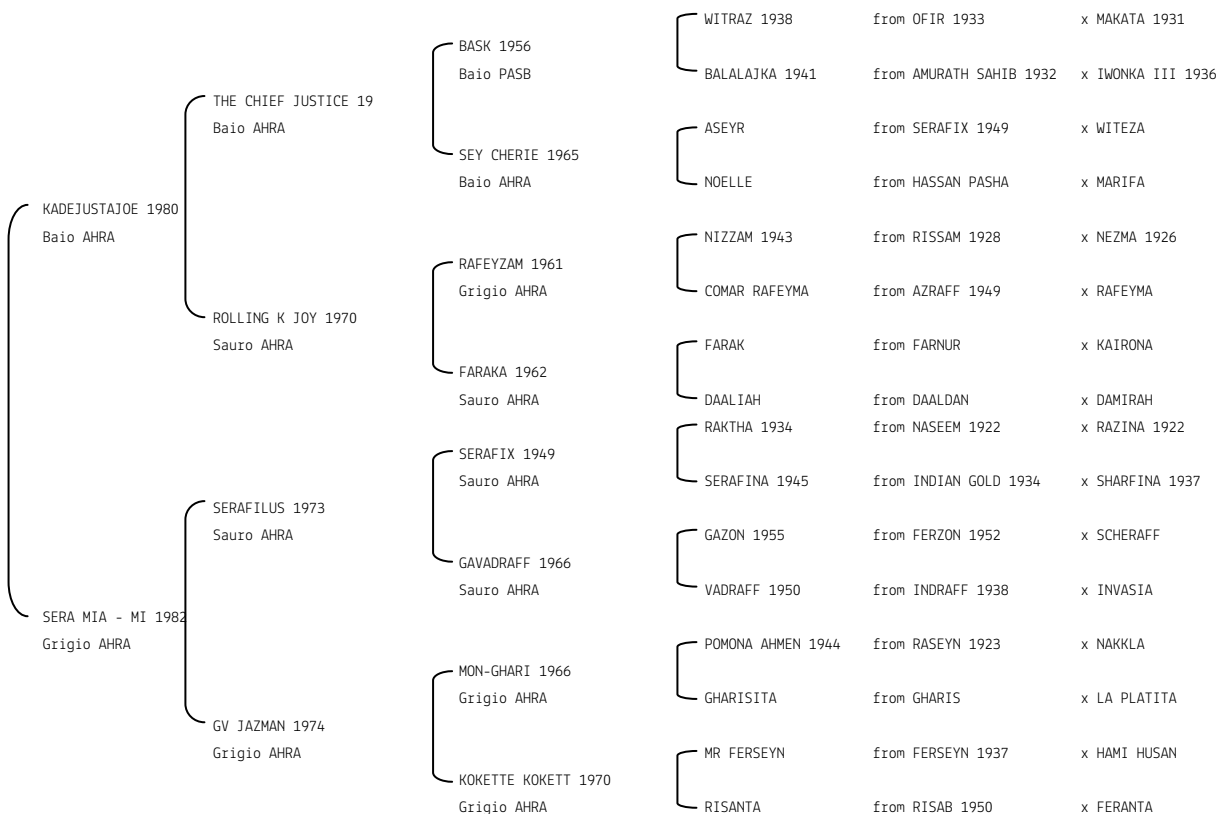 WITRAZ 1938 from OFIR 1933 x MAKATA 1931
BASK 1956
Baio PASB
BALALAJKA 1941 from AMURATH SAHIB 1932 x IWONKA III 1936
THE CHIEF JUSTICE 19
Baio AHRA
ASEYR from SERAFIX 1949 x WITEZA
SEY CHERIE 1965
Baio AHRA
NOELLE from HASSAN PASHA x MARIFA
KADEJUSTAJOE 1980
Baio AHRA
NIZZAM 1943 from RISSAM 1928 x NEZMA 1926
RAFEYZAM 1961
Grigio AHRA
COMAR RAFEYMA from AZRAFF 1949 x RAFEYMA
ROLLING K JOY 1970
Sauro AHRA
FARAK from FARNUR x KAIRONA
FARAKA 1962
Sauro AHRA
DAALIAH from DAALDAN x DAMIRAH
RAKTHA 1934 from NASEEM 1922 x RAZINA 1922
SERAFIX 1949
Sauro AHRA
SERAFINA 1945 from INDIAN GOLD 1934 x SHARFINA 1937
SERAFILUS 1973
Sauro AHRA
GAZON 1955 from FERZON 1952 x SCHERAFF
GAVADRAFF 1966
Sauro AHRA
VADRAFF 1950 from INDRAFF 1938 x INVASIA
SERA MIA - MI 1982
Grigio AHRA
POMONA AHMEN 1944 from RASEYN 1923 x NAKKLA
MON-GHARI 1966
Grigio AHRA
GHARISITA from GHARIS x LA PLATITA
GV JAZMAN 1974
Grigio AHRA
MR FERSEYN from FERSEYN 1937 x HAMI HUSAN
KOKETTE KOKETT 1970
Grigio AHRA
RISANTA from RISAB 1950 x FERANTA